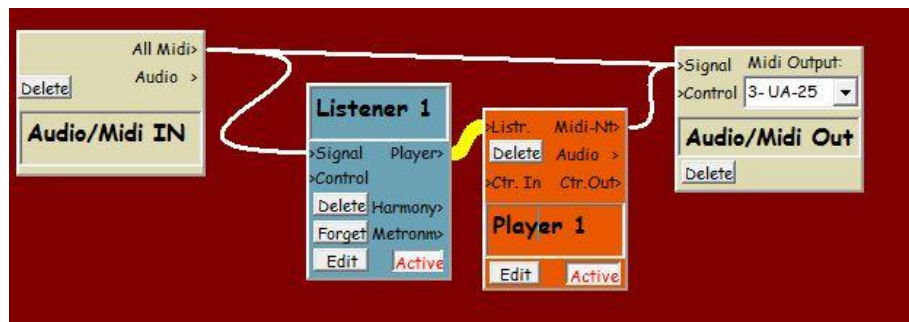 All Midi>
Audio >
Delete
Audio/Midi IN
Listener 1
>Signal Player>
>Control
Delete Harmony>
Forget Metronm>
Edit Active
>Listr. Midi-Nt>
Delete Audio >
>Ctr. In Ctr.Out>
Player 1
Edit Active
>Signal Midi Output:
>Control 3- UA-25
Audio/Midi Out
Delete